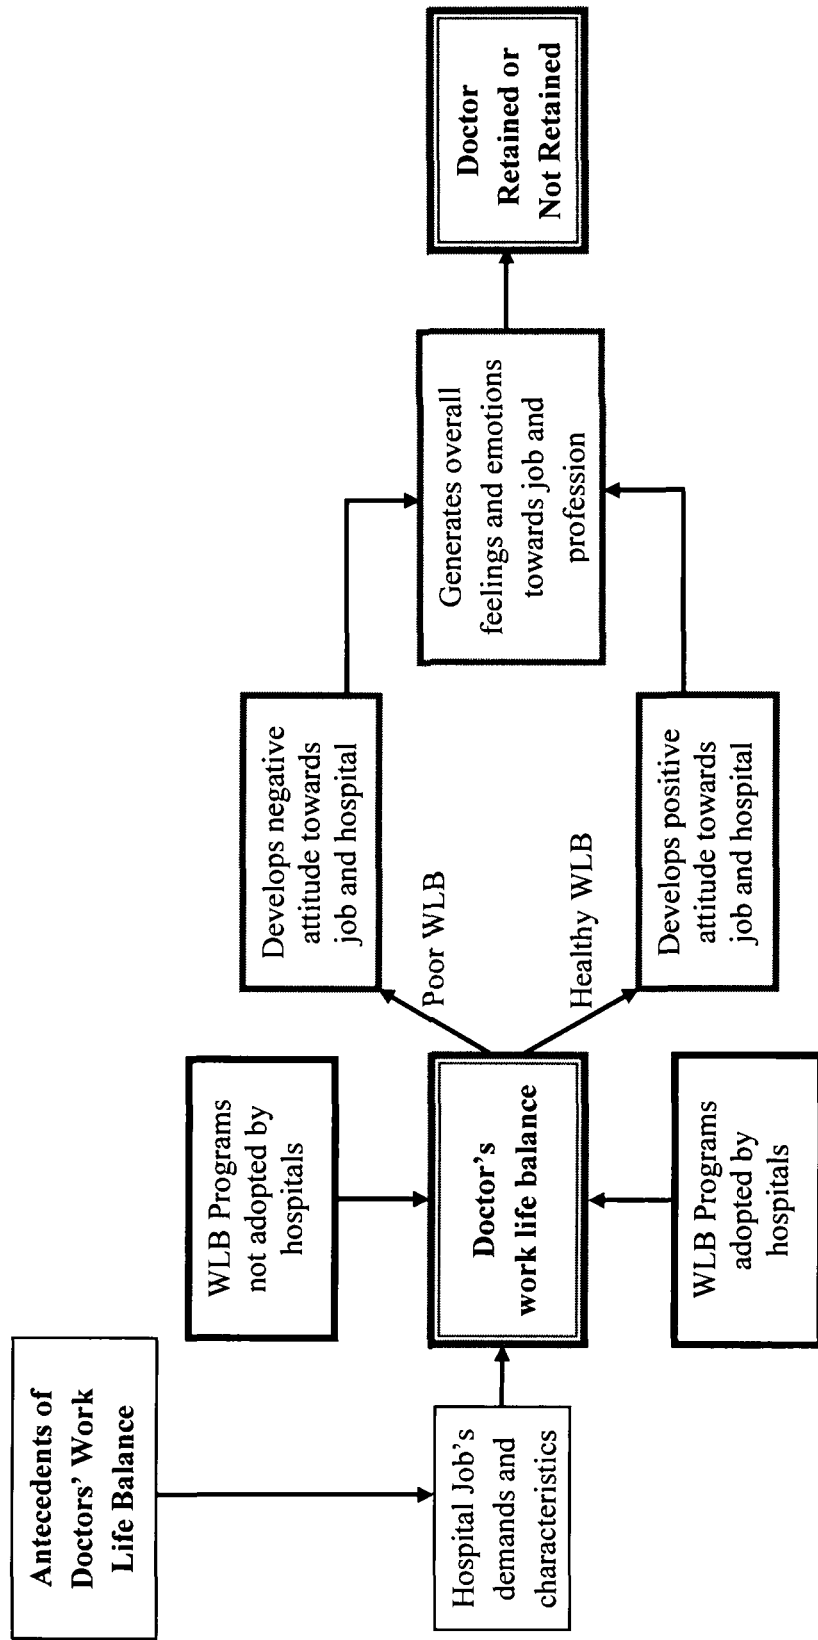 Antecedents of
Doctors' Work
Life Balance
Hospital Job's
demands and
characteristics
WLB Programs
not adopted by
hospitals
Doctor's
work life balance
WLB Programs
adopted by
hospitals
Poor WLB
Healthy WLB
Develops negative
attitude towards
job and hospital
Develops positive
attitude towards
job and hospital
Generates overall
feelings and emotions
towards job and
profession
Doctor
Retained or
Not Retained